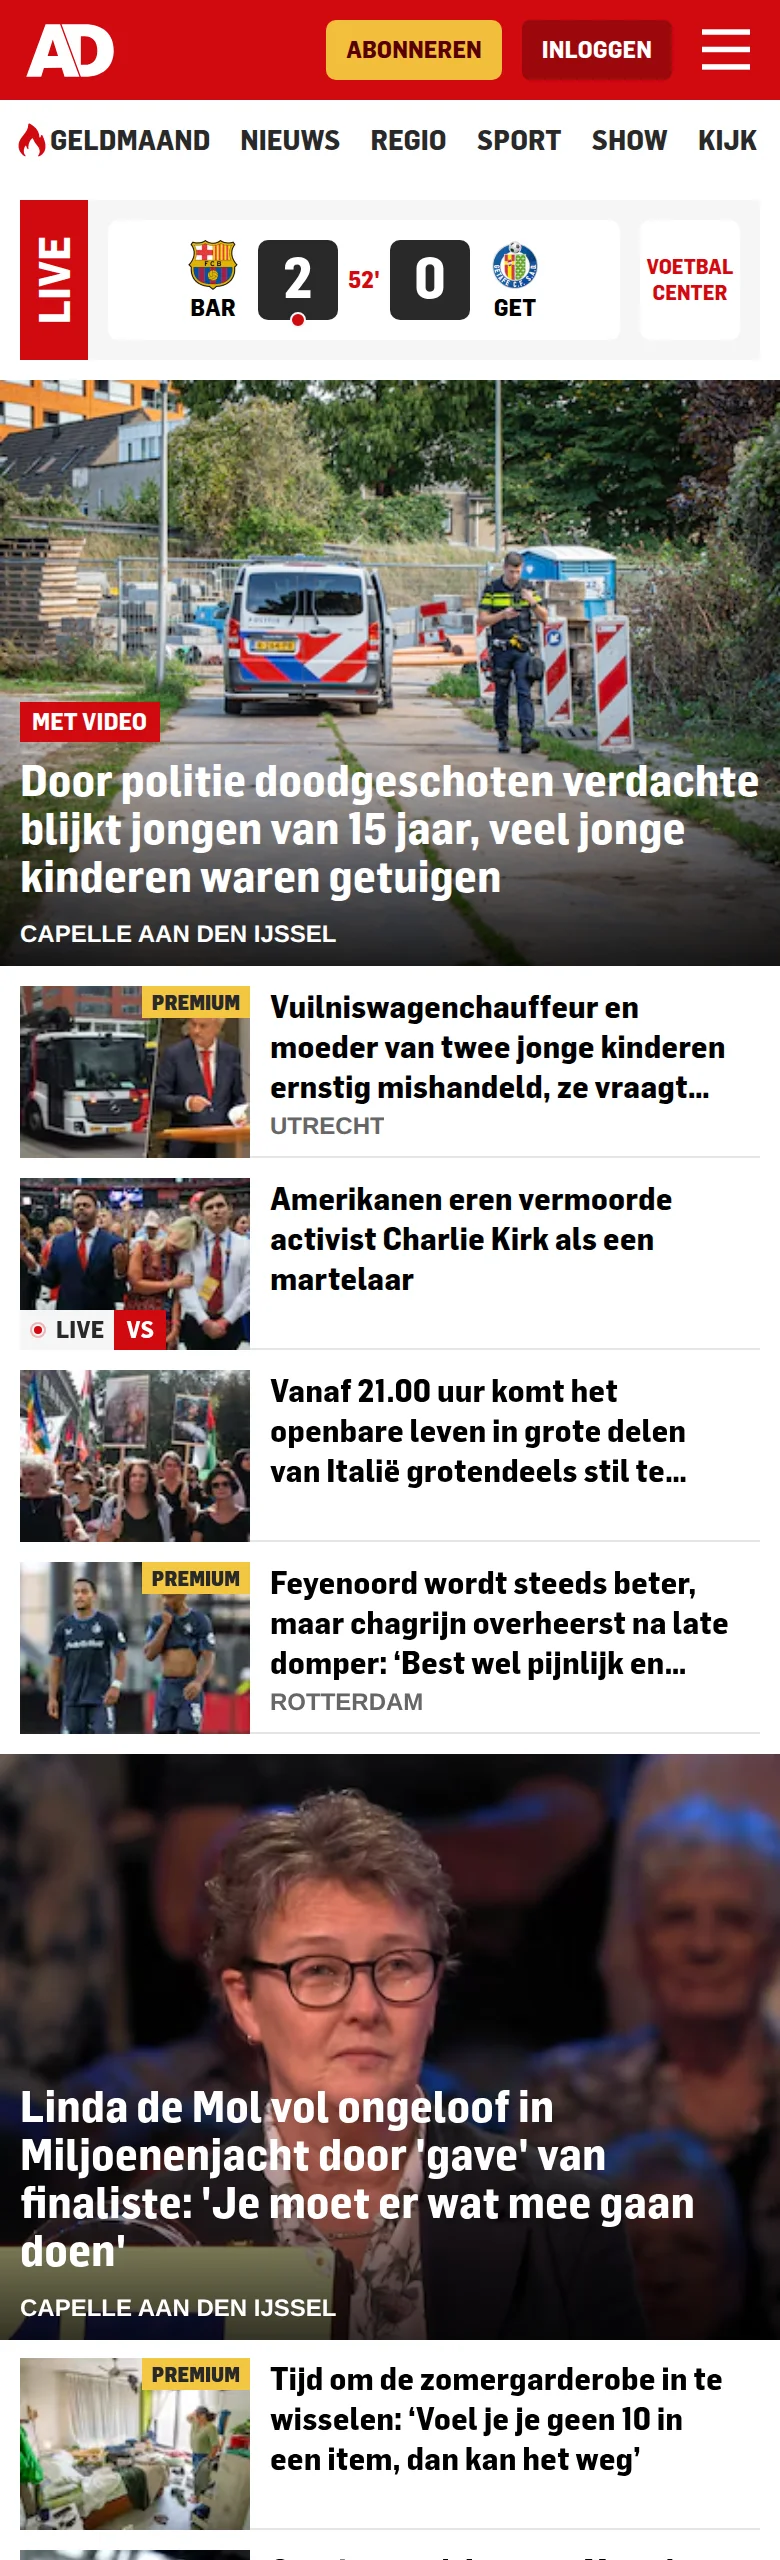 AD
ABONNEREN
INLOGGEN
GELDMAAND NIEUWS REGIO SPORT SHOW KIJK
LIVE
BAR
2
52'
0
GET
VOETBAL
CENTER
MET VIDEO
Door politie doodgeschoten verdachte
blijkt jongen van 15 jaar, veel jonge
kinderen waren getuigen
CAPELLE AAN DEN IJSSEL
PREMIUM
Vuilniswagenchauffeur en
moeder van twee jonge kinderen
ernstig mishandeld, ze vraagt...
UTRECHT
LIVE
VS
Amerikanen eren vermoorde
activist Charlie Kirk als een
martelaar
Vanaf 21.00 uur komt het
openbare leven in grote delen
van Italië grotendeels stil te...
PREMIUM
Feyenoord wordt steeds beter,
maar chagrijn overheerst na late
domper: ‘Best wel pijnlijk en...
ROTTERDAM
Linda de Mol vol ongeloof in
Miljoenenjacht door 'gave' van
finaliste: 'Je moet er wat mee gaan
doen'
CAPELLE AAN DEN IJSSEL
PREMIUM
Tijd om de zomergarderobe in te
wisselen: ‘Voel je je geen 10 in
een item, dan kan het weg’